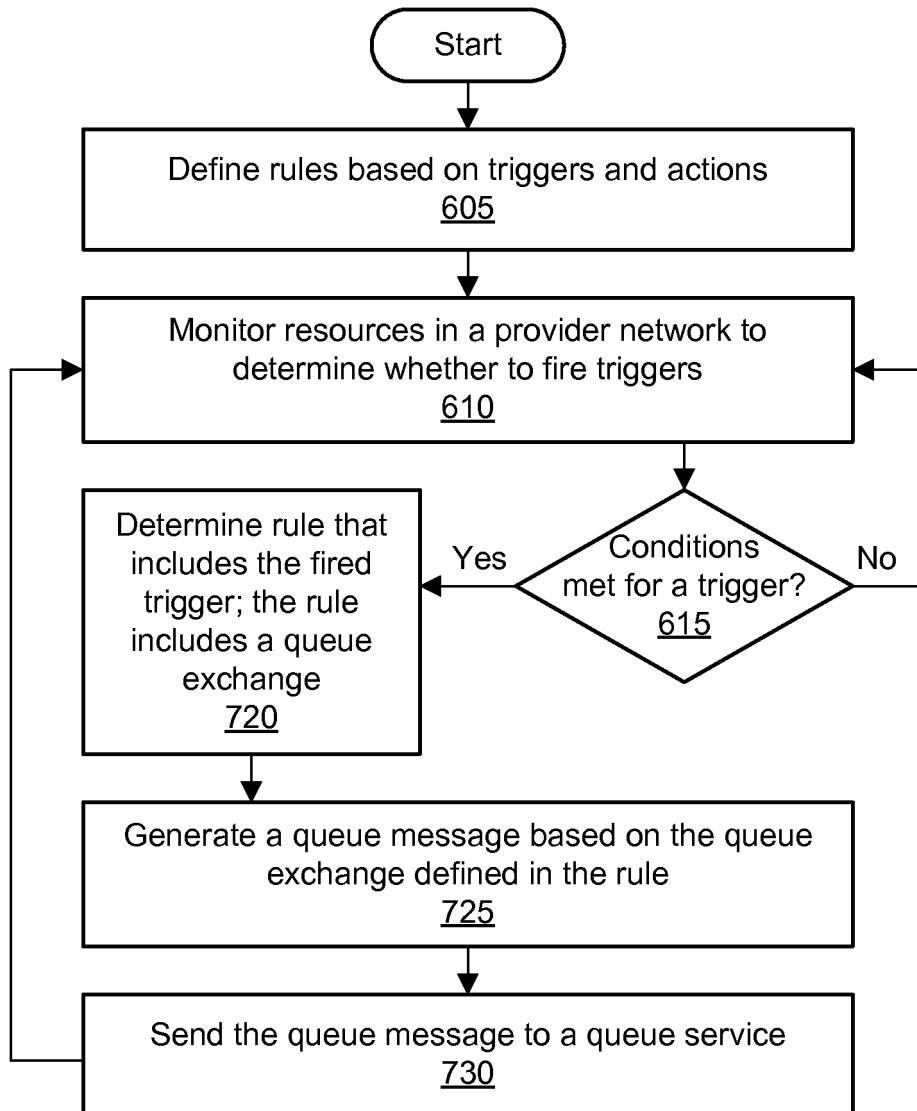 Start
Define rules based on triggers and actions
605
Monitor resources in a provider network to
determine whether to fire triggers
610
Conditions
met for a trigger?
615
Yes
No
Determine rule that
includes the fired
trigger; the rule
includes a queue
exchange
720
Generate a queue message based on the queue
exchange defined in the rule
725
Send the queue message to a queue service
730